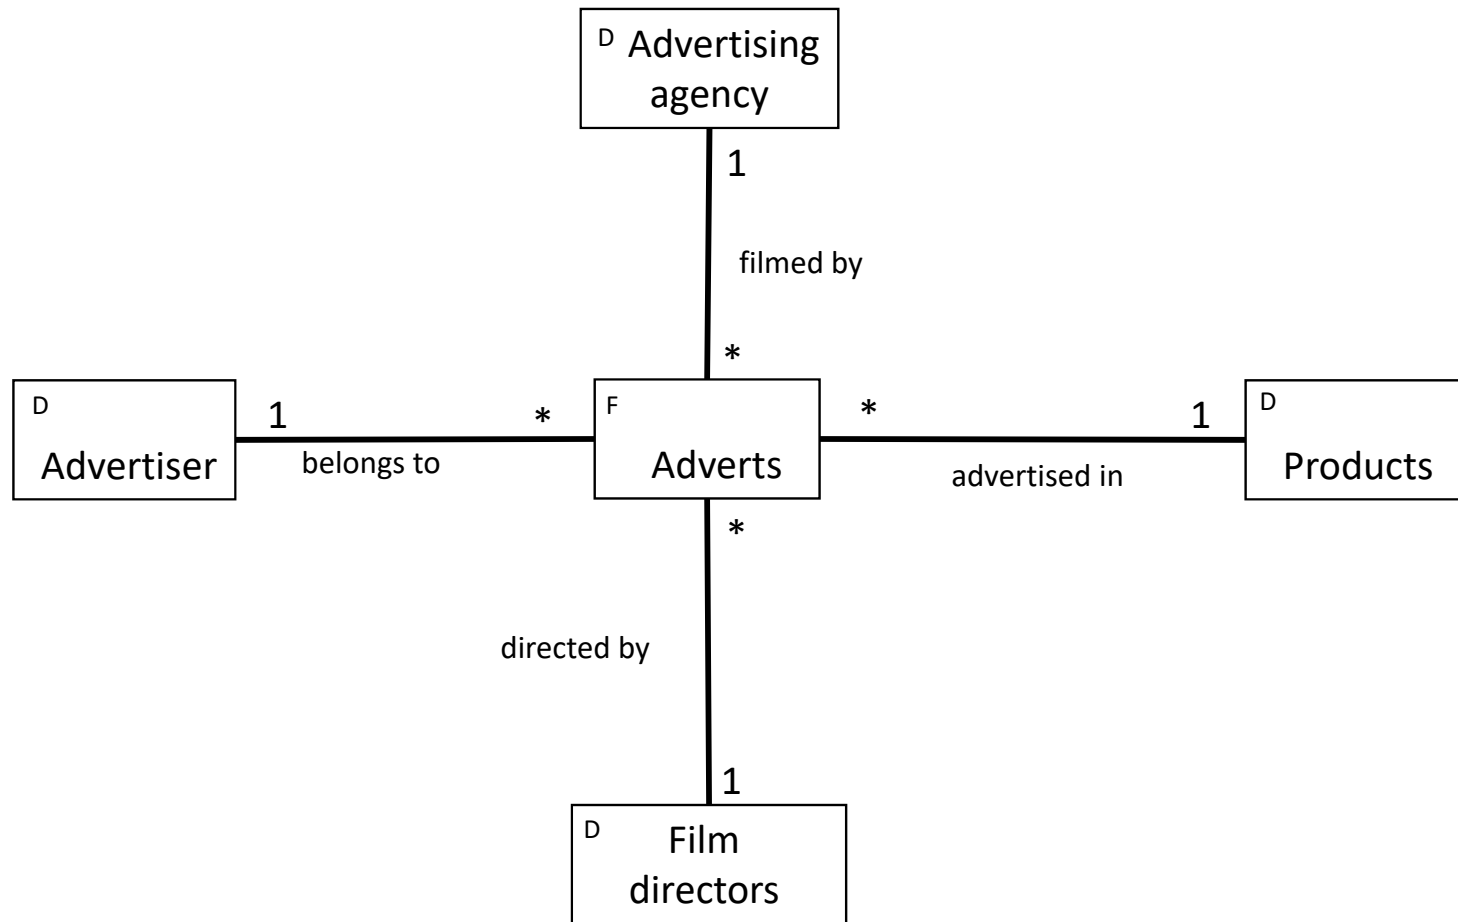 D Advertising
agency
1
filmed by
*
D
Advertiser
1
belongs to
*
F
Adverts
*
advertised in
1
D
Products
*
directed by
1
D Film
directors